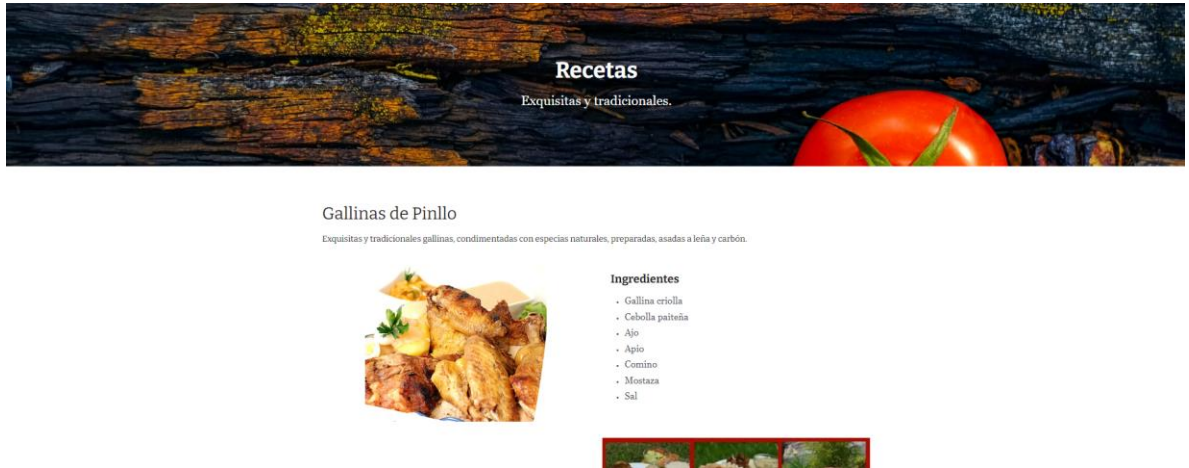 Recetas
Exquisitas y tradicionales.
Gallinas de Pinllo
Exquisitas y tradicionales gallinas, condimentadas con especias naturales, preparadas, asadas a leña y carbón.
Ingredientes
• Gallina criolla
• Cebolla paiteña
• Ajo
• Apio
• Comino
• Mostaza
• Sal